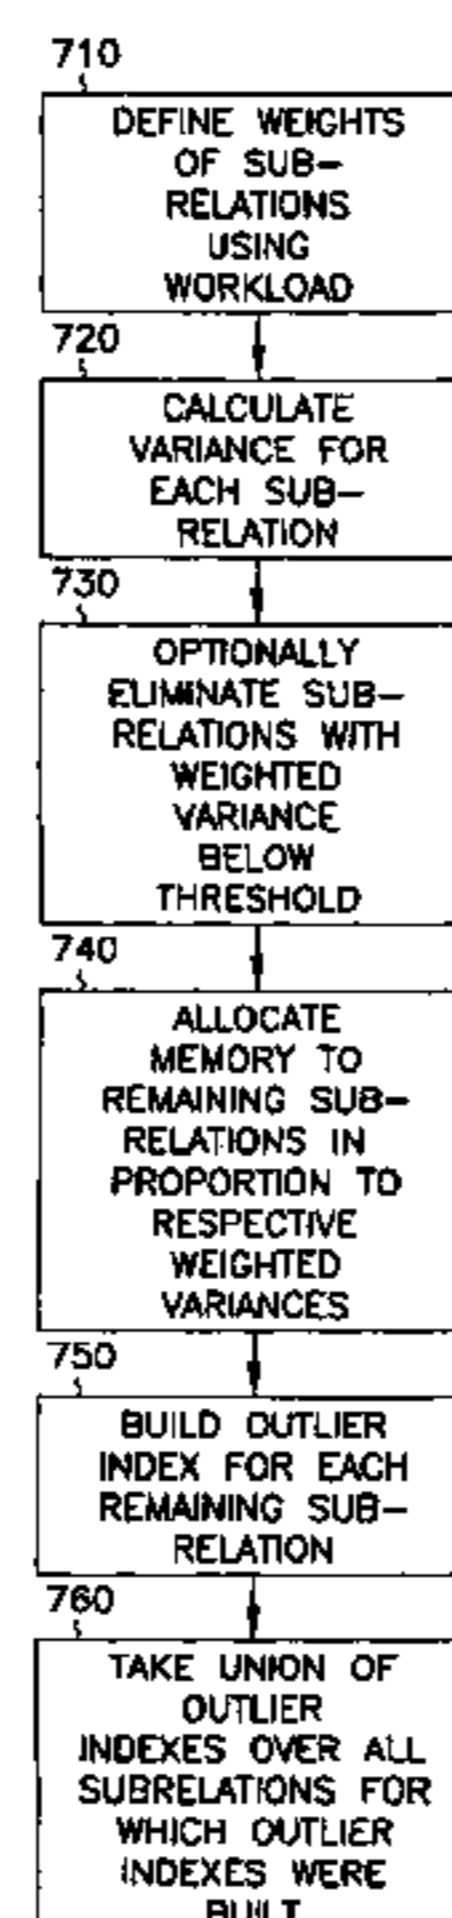 710
DEFINE WEIGHTS
OF SUB-
RELATIONS
USING
WORKLOAD
720
CALCULATE
VARIANCE FOR
EACH SUB-
RELATION
730
OPTIONALLY
ELIMINATE SUB-
RELATIONS WITH
WEIGHTED
VARIANCE
BELOW
THRESHOLD
740
ALLOCATE
MEMORY TO
REMAINING SUB-
RELATIONS IN
PROPORTION TO
RESPECTIVE
WEIGHTED
VARIANCES
750
BUILD OUTLIER
INDEX FOR EACH
REMAINING SUB-
RELATION
760
TAKE UNION OF
OUTLIER
INDEXES OVER ALL
SUBRELATIONS FOR
WHICH OUTLIER
INDEXES WERE
BUILT